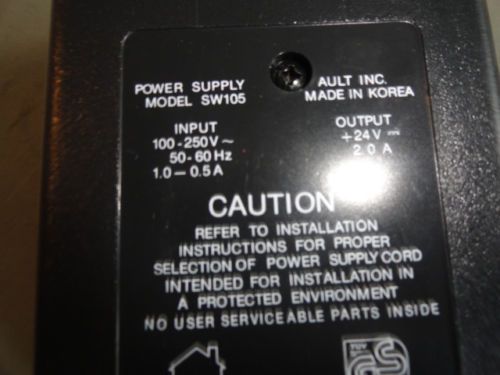 POWER SUPPLY
MODEL SW105
AULT INC.
MADE IN KOREA
INPUT
100-250V~
50-60Hz
1.0-0.5A
OUTPUT
+24V⎓
2.0 A
CAUTION
REFER TO INSTALLATION
INSTRUCTIONS FOR PROPER
SELECTION OF POWER SUPPLY CORD
INTENDED FOR INSTALLATION IN
A PROTECTED ENVIRONMENT
NO USER SERVICEABLE PARTS INSIDE
GS